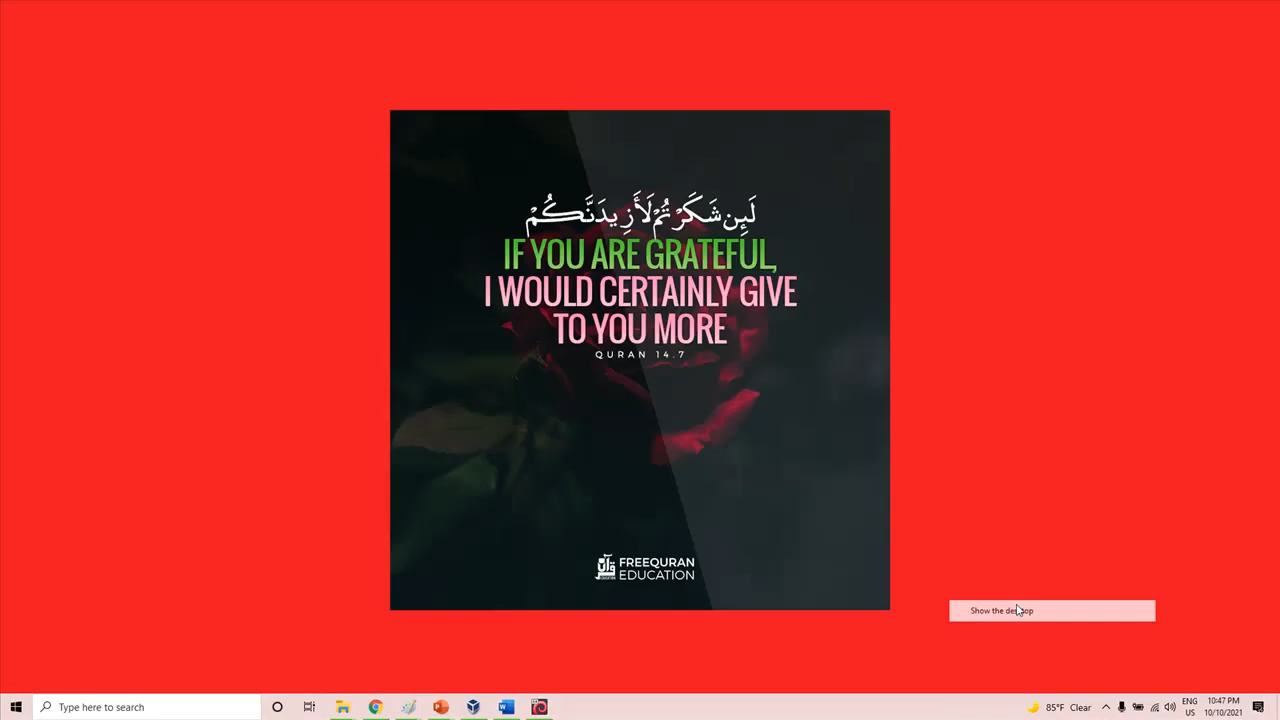 لَئِن شَكَرْتُمْ لَأَزِيدَنَّكُمْ
IF YOU ARE GRATEFUL,
I WOULD CERTAINLY GIVE
TO YOU MORE
QURAN 14.7
FREEQURAN
EDUCATION
Show the desktop
Type here to search
85°F Clear
ENG
US
10:47 PM
10/10/2021